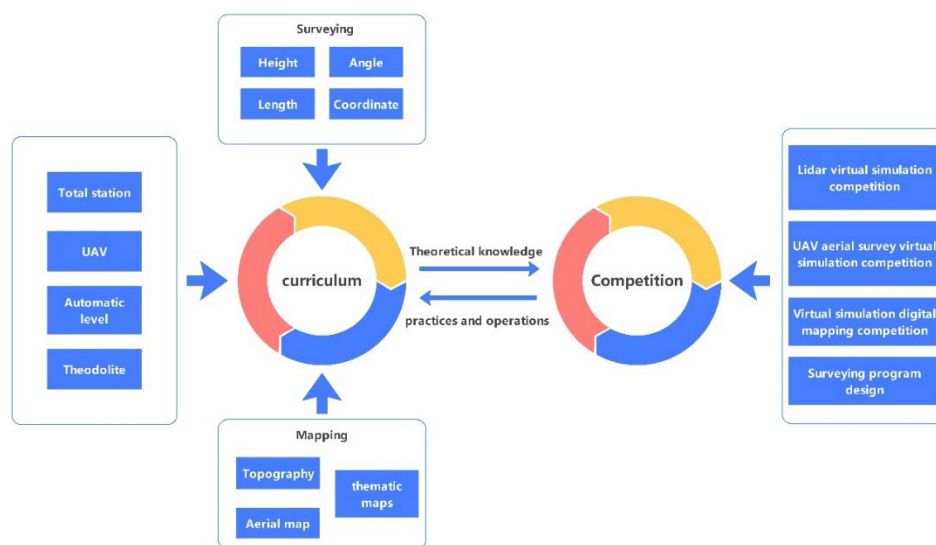 Surveying
Height
Angle
Length
Coordinate
Total station
UAV
Automatic
level
Theodolite
curriculum
Theoretical knowledge
practices and operations
Competition
Lidar virtual simulation
competition
UAV aerial survey virtual
simulation competition
Virtual simulation digital
mapping competition
Surveying program
design
Mapping
Topography
thematic
maps
Aerial map